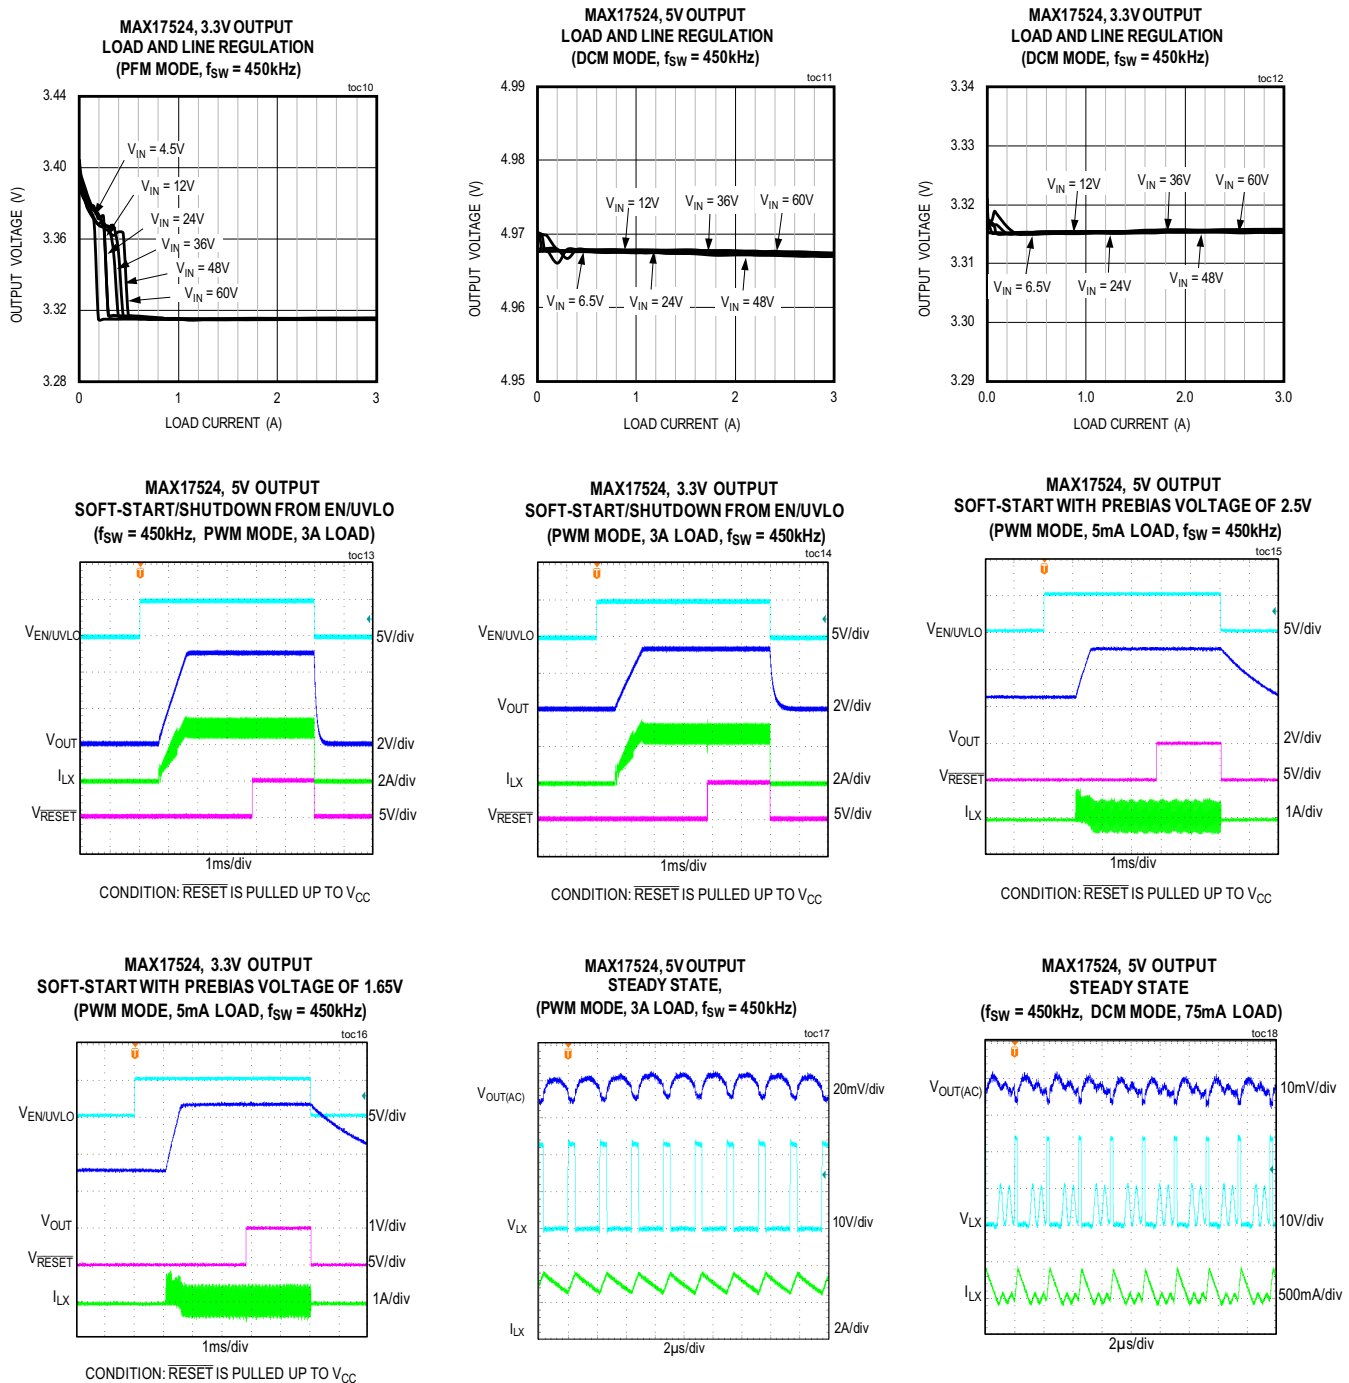 MAX17524, 3.3V OUTPUT
LOAD AND LINE REGULATION
(PFM MODE, fSW = 450kHz)
toc10
3.44
3.40
3.36
3.32
3.28
OUTPUT VOLTAGE (V)
VIN = 4.5V
VIN = 12V
VIN = 24V
VIN = 36V
VIN = 48V
VIN = 60V
0 1 2 3
LOAD CURRENT (A)
MAX17524, 5V OUTPUT
LOAD AND LINE REGULATION
(DCM MODE, fSW = 450kHz)
toc11
4.99
4.98
4.97
4.96
4.95
OUTPUT VOLTAGE (V)
VIN = 12V
VIN = 36V
VIN = 60V
VIN = 6.5V
VIN = 24V
VIN = 48V
0 1 2 3
LOAD CURRENT (A)
MAX17524, 3.3V OUTPUT
LOAD AND LINE REGULATION
(DCM MODE, fSW = 450kHz)
toc12
3.34
3.33
3.32
3.31
3.30
3.29
OUTPUT VOLTAGE (V)
VIN = 12V
VIN = 36V
VIN = 60V
VIN = 6.5V
VIN = 24V
VIN = 48V
0.0 1.0 2.0 3.0
LOAD CURRENT (A)
MAX17524, 5V OUTPUT
SOFT-START/SHUTDOWN FROM EN/UVLO
(fSW = 450kHz, PWM MODE, 3A LOAD)
toc13
T
VEN/UVLO 5V/div
VOUT 2V/div
ILX 2A/div
VRESET 5V/div
1ms/div
CONDITION: RESET IS PULLED UP TO VCC
MAX17524, 3.3V OUTPUT
SOFT-START/SHUTDOWN FROM EN/UVLO
(PWM MODE, 3A LOAD, fSW = 450kHz)
toc14
T
VEN/UVLO 5V/div
VOUT 2V/div
ILX 2A/div
VRESET 5V/div
1ms/div
CONDITION: RESET IS PULLED UP TO VCC
MAX17524, 5V OUTPUT
SOFT-START WITH PREBIAS VOLTAGE OF 2.5V
(PWM MODE, 5mA LOAD, fSW = 450kHz)
toc15
T
VEN/UVLO 5V/div
VOUT 2V/div
VRESET 5V/div
ILX 1A/div
1ms/div
CONDITION: RESET IS PULLED UP TO VCC
MAX17524, 3.3V OUTPUT
SOFT-START WITH PREBIAS VOLTAGE OF 1.65V
(PWM MODE, 5mA LOAD, fSW = 450kHz)
toc16
T
VEN/UVLO 5V/div
VOUT 1V/div
VRESET 5V/div
ILX 1A/div
1ms/div
CONDITION: RESET IS PULLED UP TO VCC
MAX17524, 5V OUTPUT
STEADY STATE,
(PWM MODE, 3A LOAD, fSW = 450kHz)
toc17
T
VOUT(AC) 20mV/div
VLX 10V/div
ILX 2A/div
2µs/div
MAX17524, 5V OUTPUT
STEADY STATE
(fSW = 450kHz, DCM MODE, 75mA LOAD)
toc18
T
VOUT(AC) 10mV/div
VLX 10V/div
ILX 500mA/div
2µs/div